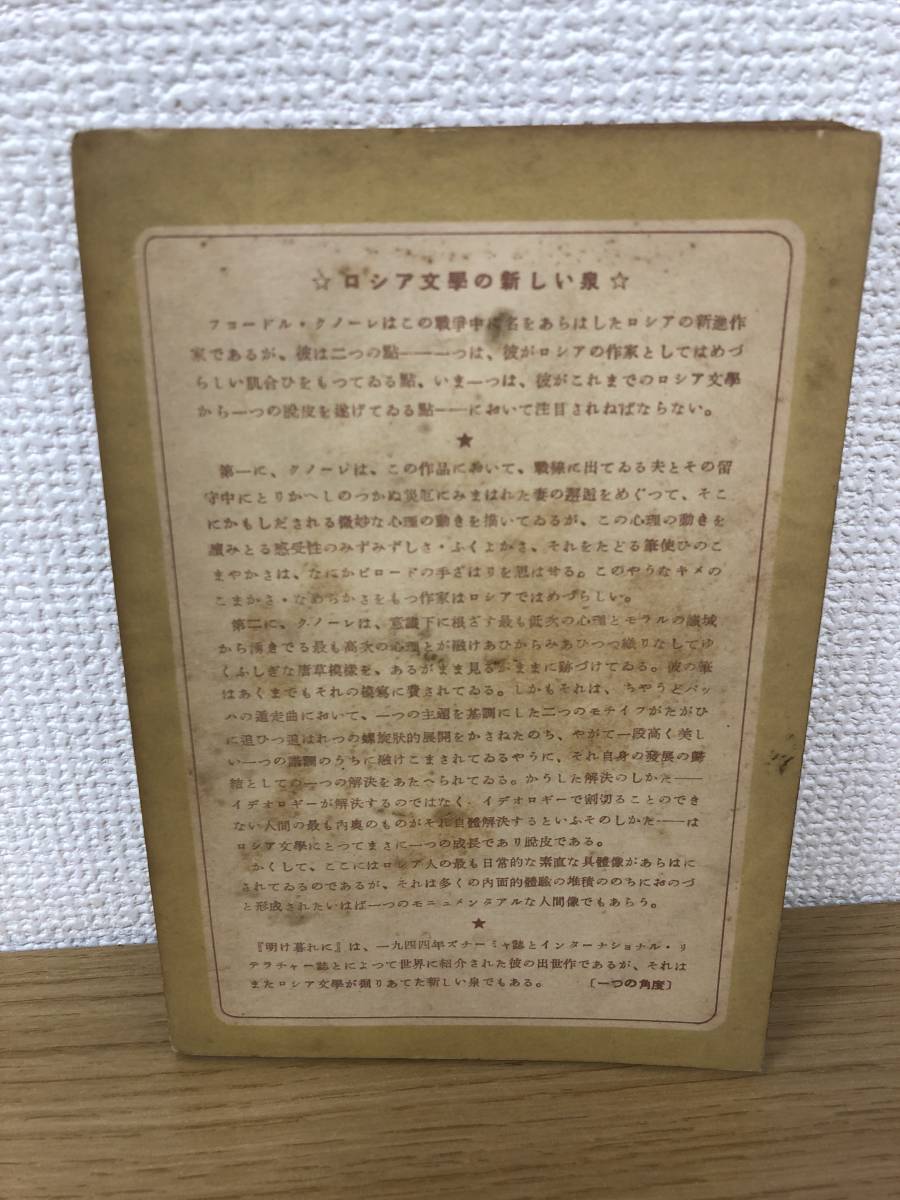 ☆ロシア文學の新しい泉☆
フョードル・クノーレはこの戰爭中に名をあらはしたロシアの新進作
家であるが、彼は二つの點――一つは、彼がロシアの作家としてはめづ
らしい肌合ひをもつてゐる點、いま一つは、彼がこれまでのロシア文學
から一つの脫皮を遂げてゐる點――において注目されねばならない。
★
第一に、クノーレは、この作品において、戰線に出てゐる夫とその留
守中にとりかへしのつかぬ災厄にみまはれた妻の邂逅をめぐつて、そこ
にかもしだされる微妙な心理の動きを描いてゐるが、この心理の動きを
讀みとる感受性のみずみずしさ・ふくよかさ、それをたどる筆使ひのこ
まやかさは、なにかビロードの手ざはりを思はせる。このやうなキメの
こまかさ・なめらかさをもつ作家はロシアではめづらしい。
第二に、クノーレは、意識下に根ざす最も低次の心理とモラルの領域
から湧きでる最も高次の心理とが融けあひからみあひつつ織りなしてゆ
くふしぎな唐草模樣を、あるがまま見るがままに跡づけてゐる。彼の筆
はあくまでもそれの模寫に費されてゐる。しかもそれは、ちやうどバッ
ハの遁走曲において、一つの主題を基調にした二つのモチイフがたがひ
に追ひつ追はれつの螺旋狀的展開をかさねたのち、やがて一段高く美し
い一つの諧調のうちに融けこまされてゐるやうに、それ自身の發展の歸
結としての一つの解決をあたへられてゐる。かうした解決のしかた――
イデオロギーが解決するのではなく、イデオロギーで割切ることのでき
ない人間の最も內奧のものがそれ自體解決するといふそのしかた――は
ロシア文學にとつてまさに一つの成長であり脫皮である。
かくして、ここにはロシア人の最も日常的な素直な具體像があらはに
されてゐるのであるが、それは多くの內面的體驗の堆積ののちにおのづ
と形成されたいはば一つのモニュメンタアルな人間像でもあらう。
★
『明け暮れに』は、一九四四年ズナーミャ誌とインターナショナル・リ
テラチャー誌とによつて世界に紹介された彼の出世作であるが、それは
またロシア文學が掘りあてた新しい泉でもある。　〔一つの角度〕